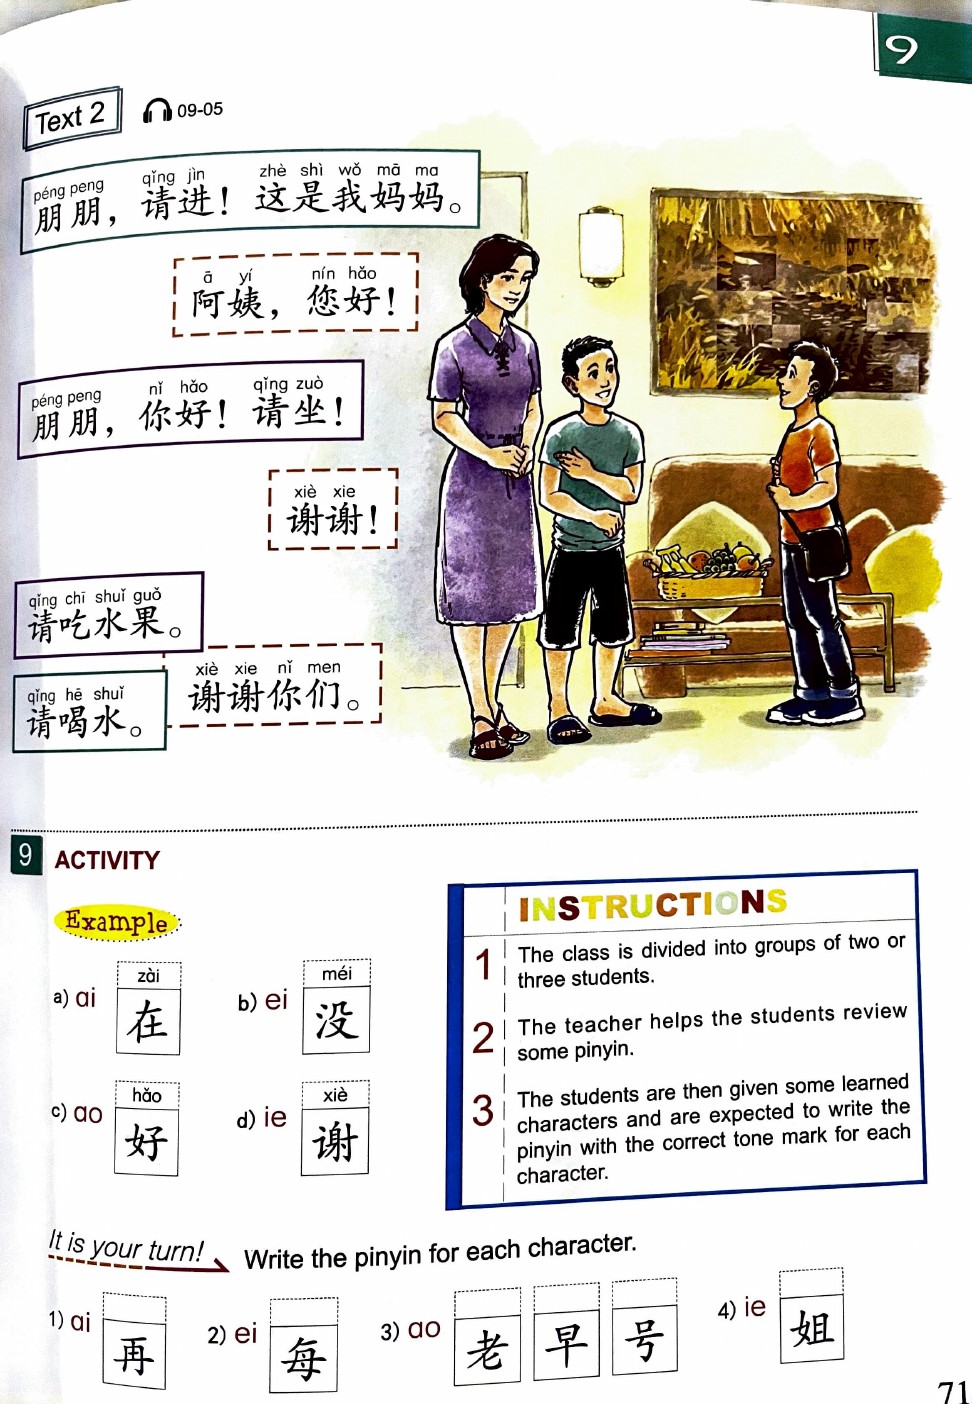 9
Text 2 09-05
péng peng qǐng jìn zhè shì wǒ mā ma
朋朋，请进！这是我妈妈。
ā yí nín hǎo
阿姨，您好！
péng peng nǐ hǎo qǐng zuò
朋朋，你好！请坐！
xiè xie
谢谢！
qǐng chī shuǐ guǒ
请吃水果。
xiè xie nǐ men
谢谢你们。
qǐng hē shuǐ
请喝水。
9 ACTIVITY
Example
zài
a) ai 在
méi
b) ei 没
hǎo
c) ao 好
xiè
d) ie 谢
INSTRUCTIONS
1 The class is divided into groups of two or
three students.
2 The teacher helps the students review
some pinyin.
3 The students are then given some learned
characters and are expected to write the
pinyin with the correct tone mark for each
character.
It is your turn! Write the pinyin for each character.
1) ai 再
2) ei 每
3) ao 老 早 号
4) ie 姐
71